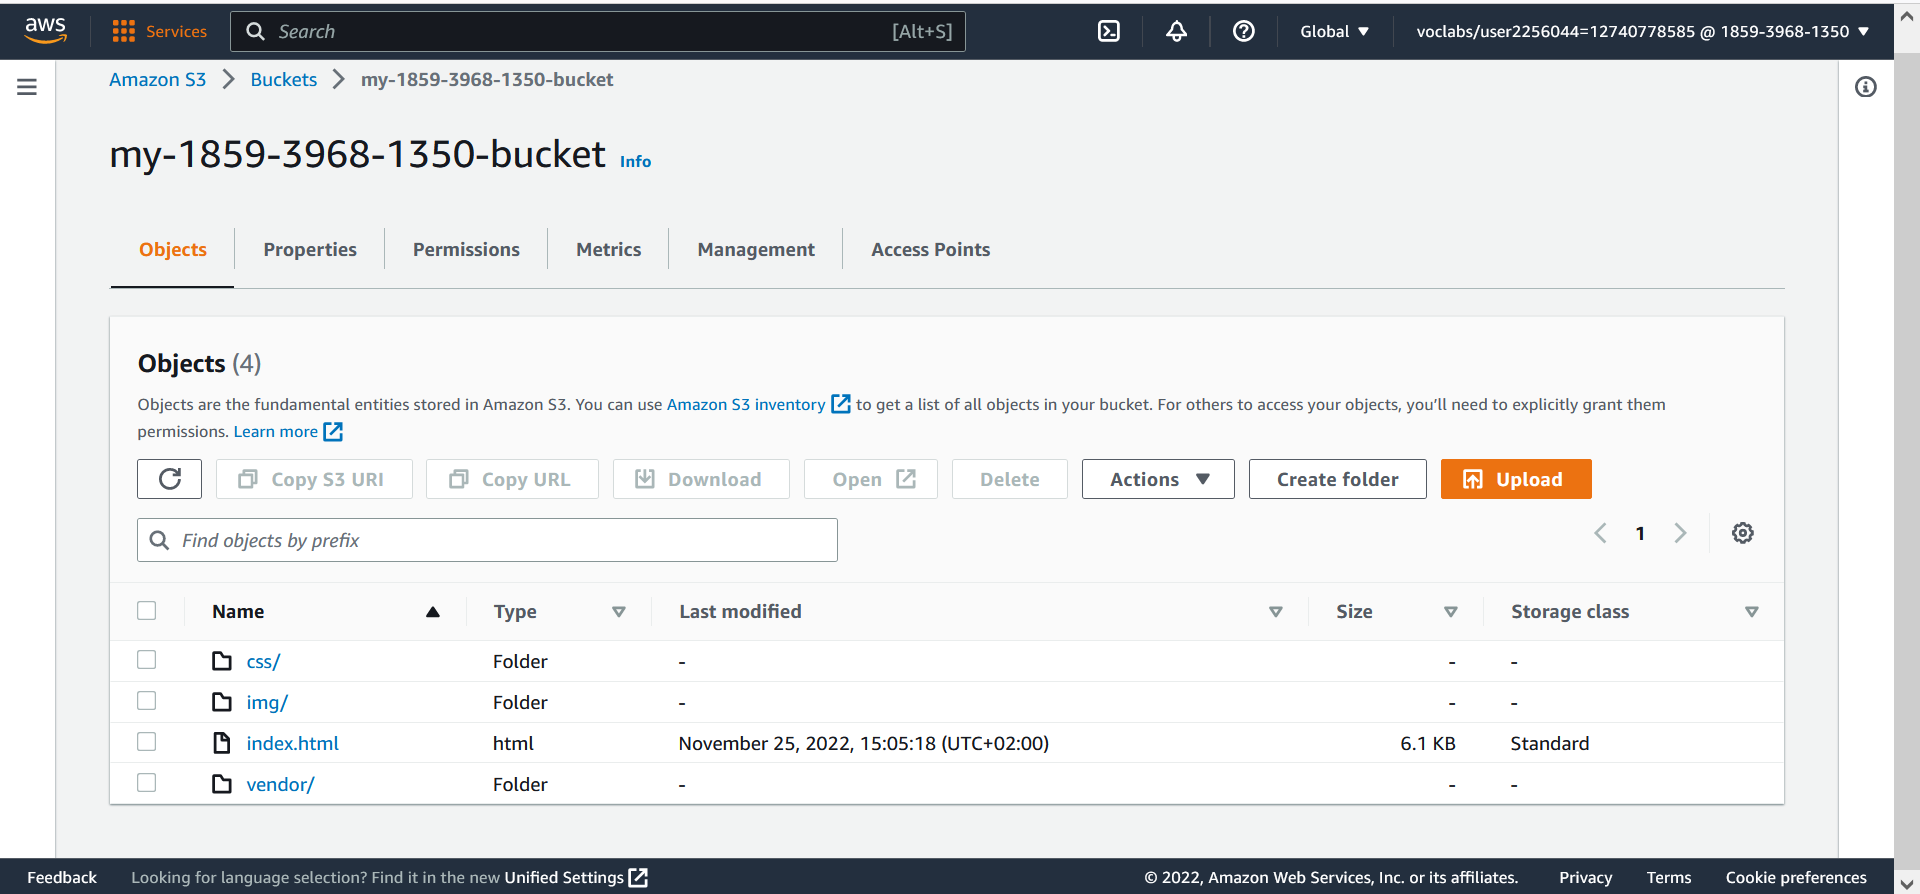 aws
Services
Search
[Alt+S]
Global
voclabs/user2256044=12740778585 @ 1859-3968-1350
Amazon S3
Buckets
my-1859-3968-1350-bucket
my-1859-3968-1350-bucket
Info
Objects
Properties
Permissions
Metrics
Management
Access Points
Objects (4)
Objects are the fundamental entities stored in Amazon S3. You can use Amazon S3 inventory to get a list of all objects in your bucket. For others to access your objects, you'll need to explicitly grant them
permissions. Learn more
Copy S3 URI
Copy URL
Download
Open
Delete
Actions
Create folder
Upload
Find objects by prefix
1
Name
Type
Last modified
Size
Storage class
css/ Folder - - -
img/ Folder - - -
index.html html November 25, 2022, 15:05:18 (UTC+02:00) 6.1 KB Standard
vendor/ Folder - - -
Feedback
Looking for language selection? Find it in the new Unified Settings
© 2022, Amazon Web Services, Inc. or its affiliates.
Privacy
Terms
Cookie preferences